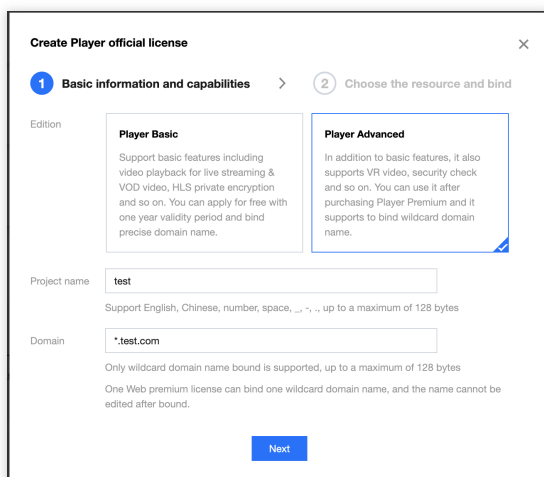 Create Player official license
1 Basic information and capabilities
2 Choose the resource and bind
Edition
Player Basic
Support basic features including
video playback for live streaming &
VOD video, HLS private encryption
and so on. You can apply for free with
one year validity period and bind
precise domain name.
Player Advanced
In addition to basic features, it also
supports VR video, security check
and so on. You can use it after
purchasing Player Premium and it
supports to bind wildcard domain
name.
Project name
test
Support English, Chinese, number, space, _, -, ., up to a maximum of 128 bytes
Domain
*.test.com
Only wildcard domain name bound is supported, up to a maximum of 128 bytes
One Web premium license can bind one wildcard domain name, and the name cannot be
edited after bound.
Next